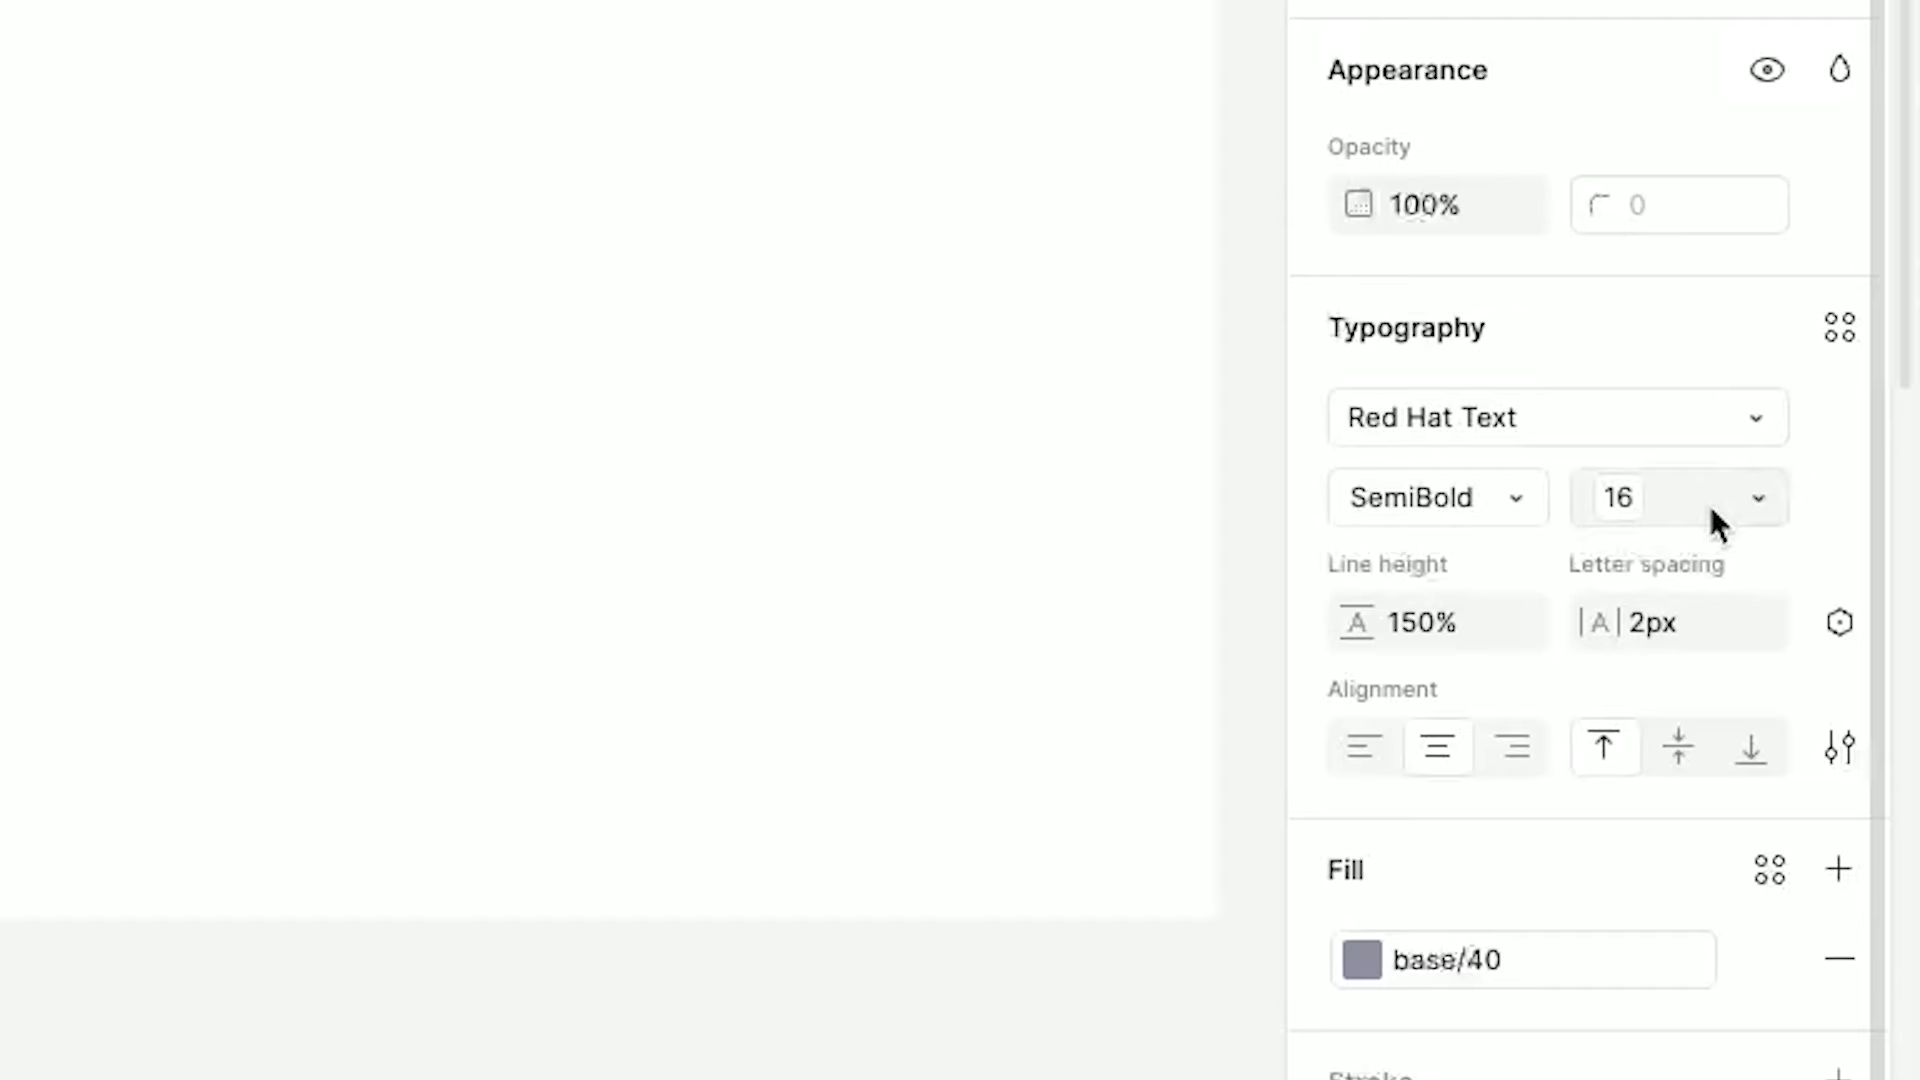 Appearance
Opacity
100% 0
Typography
Red Hat Text
SemiBold 16
Line height Letter spacing
A 150% |A| 2px
Alignment
Fill
base/40
Stroke